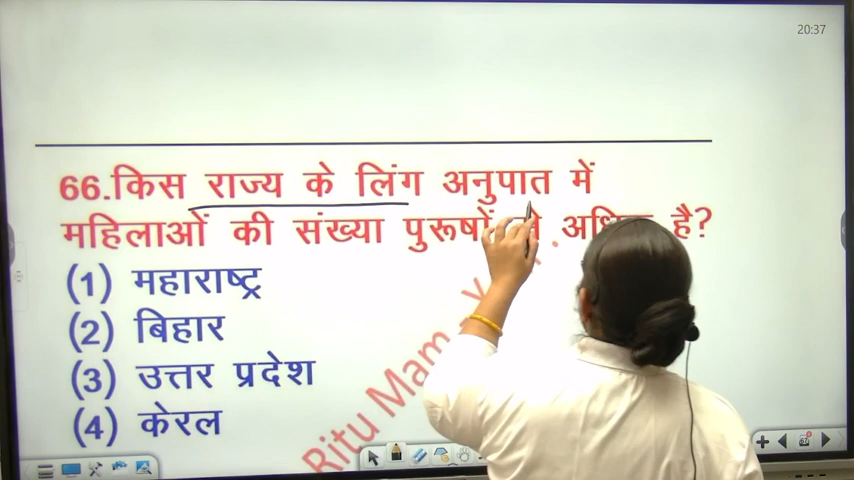 20:37
66.किस राज्य के लिंग अनुपात में
महिलाओं की संख्या पुरूषों है?
(1) महाराष्ट्र
(2) बिहार
(3) उत्तर प्रदेश
(4) केरल
Ritu Mam